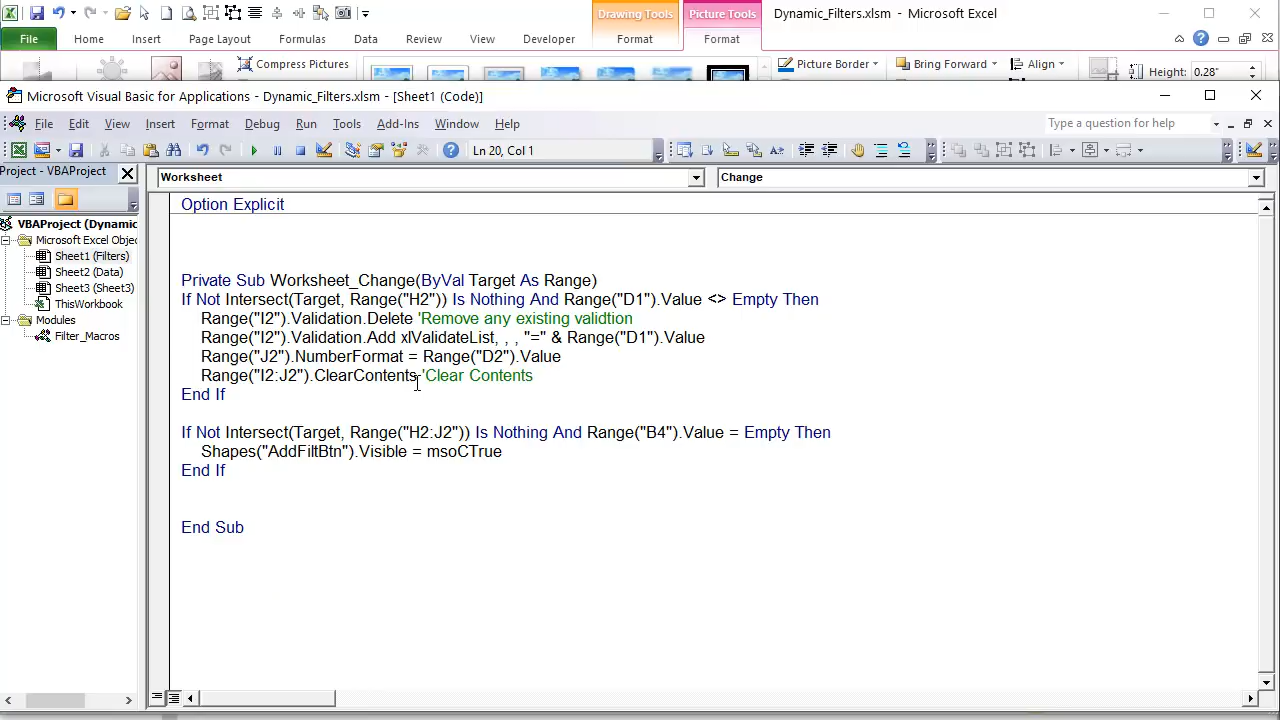 Drawing Tools
Picture Tools
Dynamic_Filters.xlsm - Microsoft Excel
File
Home
Insert
Page Layout
Formulas
Data
Review
View
Developer
Format
Format
Compress Pictures
Picture Border
Bring Forward
Align
Height: 0.28"
Microsoft Visual Basic for Applications - Dynamic_Filters.xlsm - [Sheet1 (Code)]
File
Edit
View
Insert
Format
Debug
Run
Tools
Add-Ins
Window
Help
Type a question for help
Ln 20, Col 1
Project - VBAProject
Worksheet
Change
VBAProject (Dynamic
Microsoft Excel Objec
Sheet1 (Filters)
Sheet2 (Data)
Sheet3 (Sheet3)
ThisWorkbook
Modules
Filter_Macros
Option Explicit
Private Sub Worksheet_Change(ByVal Target As Range)
If Not Intersect(Target, Range("H2")) Is Nothing And Range("D1").Value <> Empty Then
Range("I2").Validation.Delete 'Remove any existing validtion
Range("I2").Validation.Add xlValidateList, , , "=" & Range("D1").Value
Range("J2").NumberFormat = Range("D2").Value
Range("I2:J2").ClearContents 'Clear Contents
End If
If Not Intersect(Target, Range("H2:J2")) Is Nothing And Range("B4").Value = Empty Then
Shapes("AddFiltBtn").Visible = msoCTrue
End If
End Sub